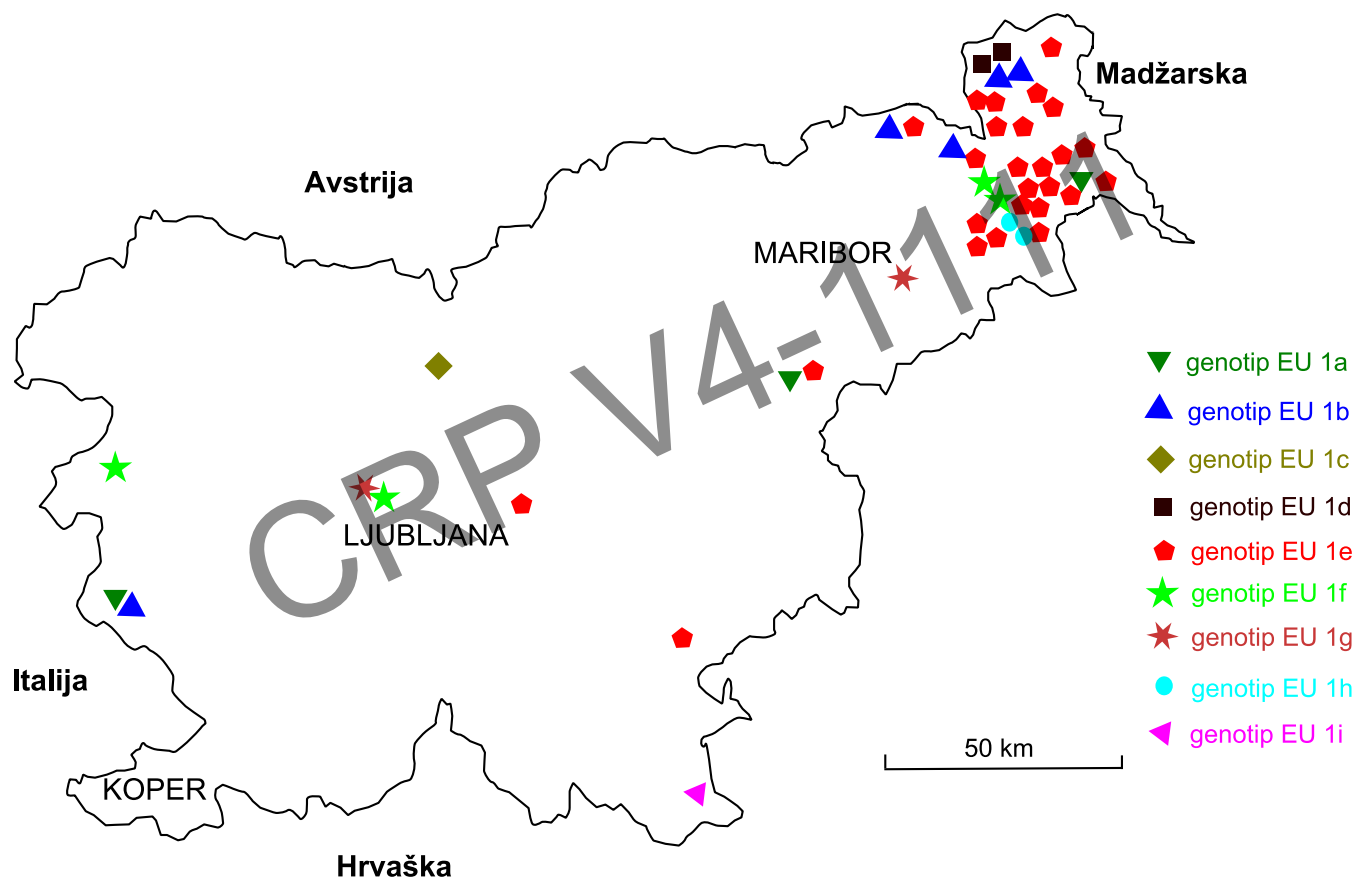 Madžarska
Avstrija
MARIBOR
CRP V4-1111
genotip EU 1a
genotip EU 1b
genotip EU 1c
genotip EU 1d
genotip EU 1e
genotip EU 1f
genotip EU 1g
genotip EU 1h
genotip EU 1i
LJUBLJANA
Italija
50 km
KOPER
Hrvaška